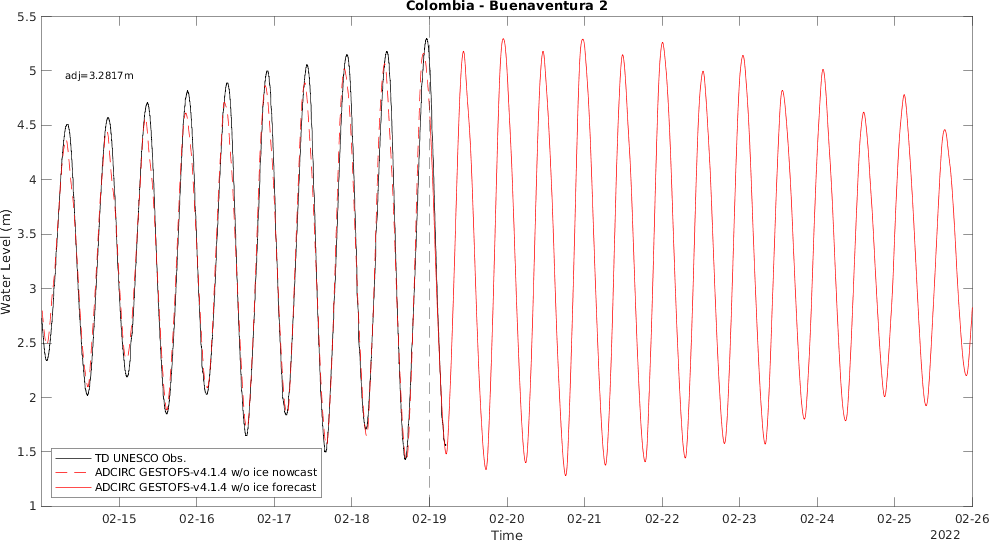 Colombia - Buenaventura 2
5.5
5
4.5
4
3.5
3
2.5
2
1.5
1
Water Level (m)
adj=3.2817m
TD UNESCO Obs.
ADCIRC GESTOFS-v4.1.4 w/o ice nowcast
ADCIRC GESTOFS-v4.1.4 w/o ice forecast
02-15 02-16 02-17 02-18 02-19 02-20 02-21 02-22 02-23 02-24 02-25 02-26
Time
2022